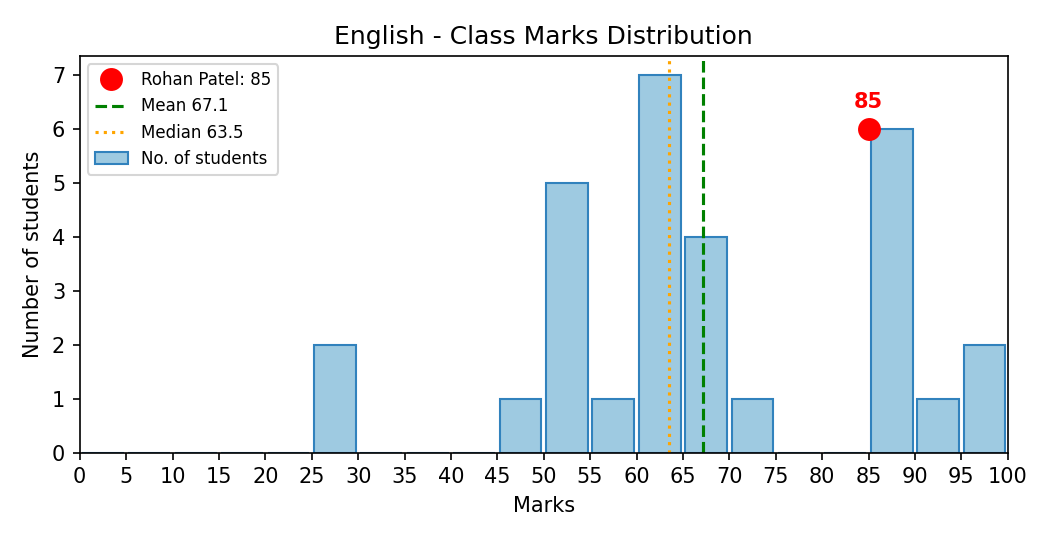 English - Class Marks Distribution
Rohan Patel: 85
Mean 67.1
Median 63.5
No. of students
85
Number of students
7
6
5
4
3
2
1
0
0 5 10 15 20 25 30 35 40 45 50 55 60 65 70 75 80 85 90 95 100
Marks